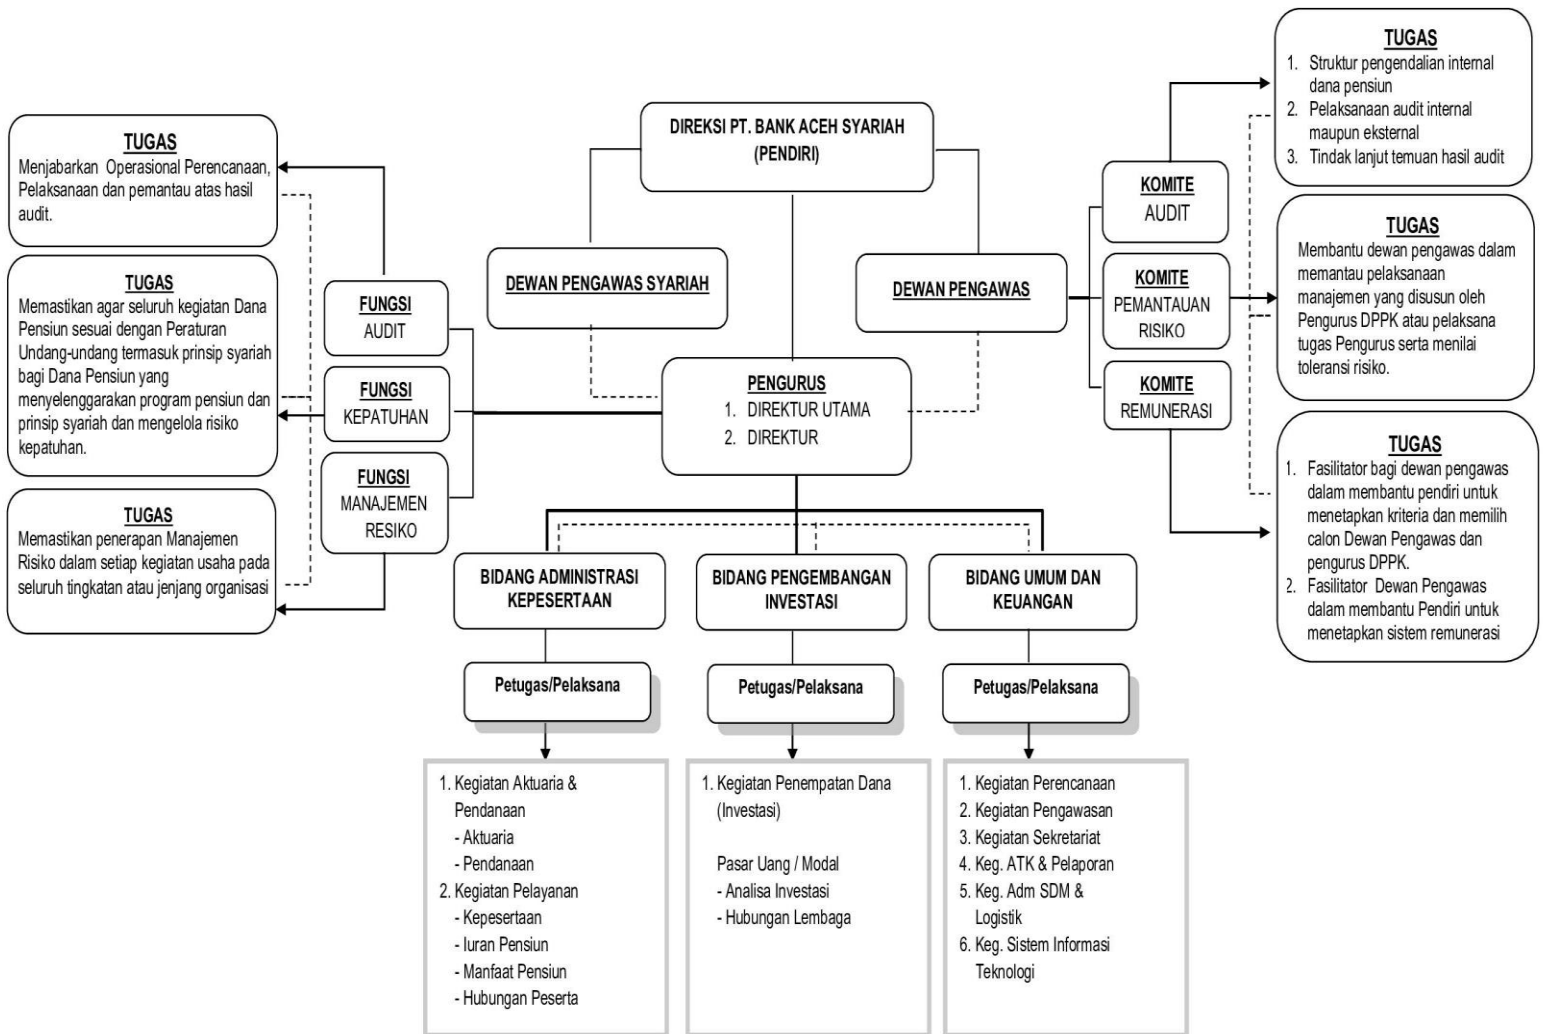 DIREKSI PT. BANK ACEH SYARIAH
(PENDIRI)
DEWAN PENGAWAS SYARIAH
DEWAN PENGAWAS
PENGURUS
1. DIREKTUR UTAMA
2. DIREKTUR
TUGAS
Menjabarkan Operasional Perencanaan,
Pelaksanaan dan pemantau atas hasil
audit.
TUGAS
Memastikan agar seluruh kegiatan Dana
Pensiun sesuai dengan Peraturan
Undang-undang termasuk prinsip syariah
bagi Dana Pensiun yang
menyelenggarakan program pensiun dan
prinsip syariah dan mengelola risiko
kepatuhan.
TUGAS
Memastikan penerapan Manajemen
Risiko dalam setiap kegiatan usaha pada
seluruh tingkatan atau jenjang organisasi
FUNGSI
AUDIT
FUNGSI
KEPATUHAN
FUNGSI
MANAJEMEN
RESIKO
KOMITE
AUDIT
KOMITE
PEMANTAUAN
RISIKO
KOMITE
REMUNERASI
TUGAS
1. Struktur pengendalian internal
dana pensiun
2. Pelaksanaan audit internal
maupun eksternal
3. Tindak lanjut temuan hasil audit
TUGAS
Membantu dewan pengawas dalam
memantau pelaksanaan
manajemen yang disusun oleh
Pengurus DPPK atau pelaksana
tugas Pengurus serta menilai
toleransi risiko.
TUGAS
1. Fasilitator bagi dewan pengawas
dalam membantu pendiri untuk
menetapkan kriteria dan memilih
calon Dewan Pengawas dan
pengurus DPPK.
2. Fasilitator Dewan Pengawas
dalam membantu Pendiri untuk
menetapkan sistem remunerasi
BIDANG ADMINISTRASI
KEPESERTAAN
Petugas/Pelaksana
1. Kegiatan Aktuaria &
Pendanaan
- Aktuaria
- Pendanaan
2. Kegiatan Pelayanan
- Kepesertaan
- Iuran Pensiun
- Manfaat Pensiun
- Hubungan Peserta
BIDANG PENGEMBANGAN
INVESTASI
Petugas/Pelaksana
1. Kegiatan Penempatan Dana
(Investasi)
Pasar Uang / Modal
- Analisa Investasi
- Hubungan Lembaga
BIDANG UMUM DAN
KEUANGAN
Petugas/Pelaksana
1. Kegiatan Perencanaan
2. Kegiatan Pengawasan
3. Kegiatan Sekretariat
4. Keg. ATK & Pelaporan
5. Keg. Adm SDM &
Logistik
6. Keg. Sistem Informasi
Teknologi